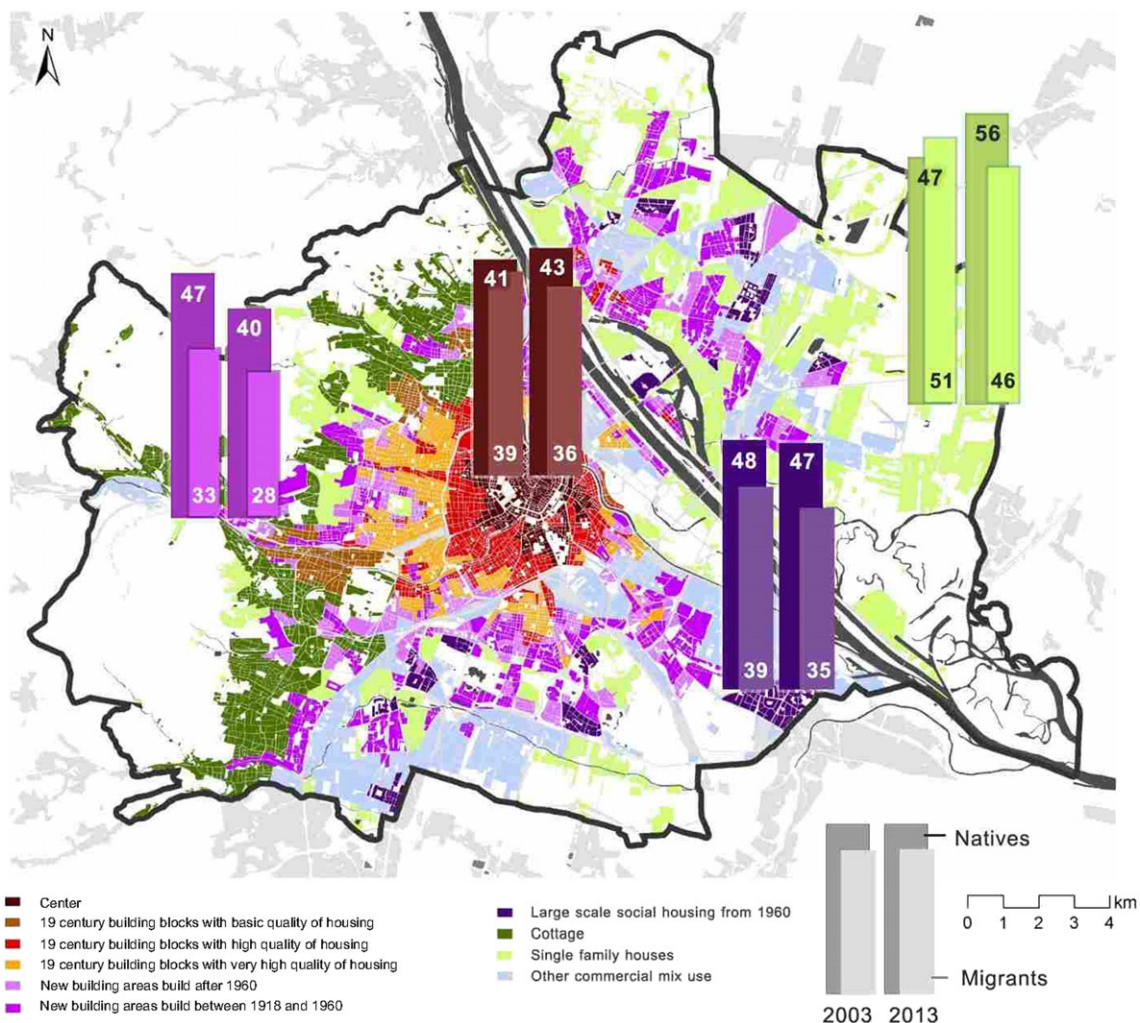 N
56
47
51
46
41
43
39
36
47
40
33
28
48
47
39
35
Center
19 century building blocks with basic quality of housing
19 century building blocks with high quality of housing
19 century building blocks with very high quality of housing
New building areas build after 1960
New building areas build between 1918 and 1960
Large scale social housing from 1960
Cottage
Single family houses
Other commercial mix use
Natives
Migrants
2003 2013
km
0 1 2 3 4